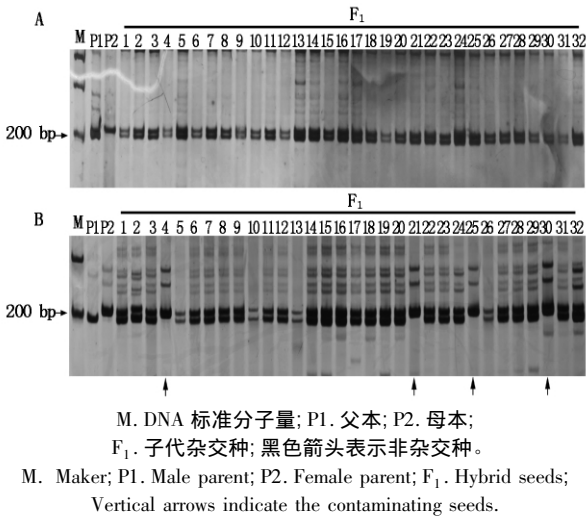 F₁
A
M P1 P2 1 2 3 4 5 6 7 8 9 10 11 12 13 14 15 16 17 18 19 20 21 22 23 24 25 26 27 28 29 30 31 32
200 bp
F₁
B
M P1 P2 1 2 3 4 5 6 7 8 9 10 11 12 13 14 15 16 17 18 19 20 21 22 23 24 25 26 27 28 29 30 31 32
200 bp
M. DNA 标准分子量; P1. 父本; P2. 母本;
F₁. 子代杂交种; 黑色箭头表示非杂交种。
M. Maker; P1. Male parent; P2. Female parent; F₁. Hybrid seeds;
Vertical arrows indicate the contaminating seeds.